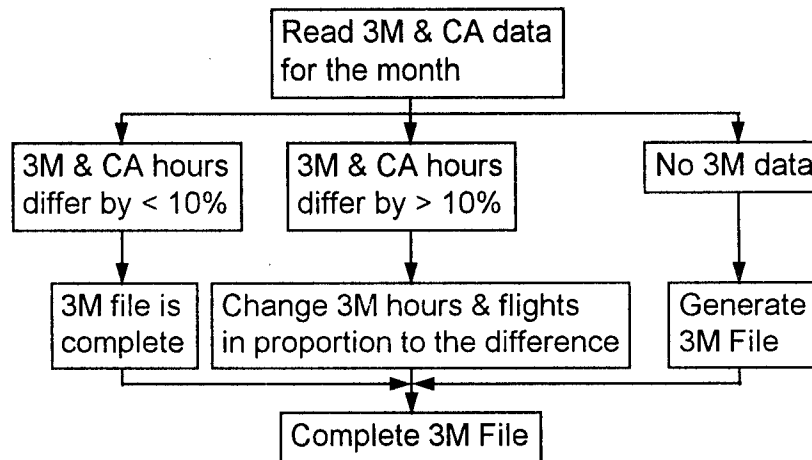 Read 3M & CA data
for the month
3M & CA hours
differ by < 10%
3M & CA hours
differ by > 10%
No 3M data
3M file is
complete
Change 3M hours & flights
in proportion to the difference
Generate
3M File
Complete 3M File